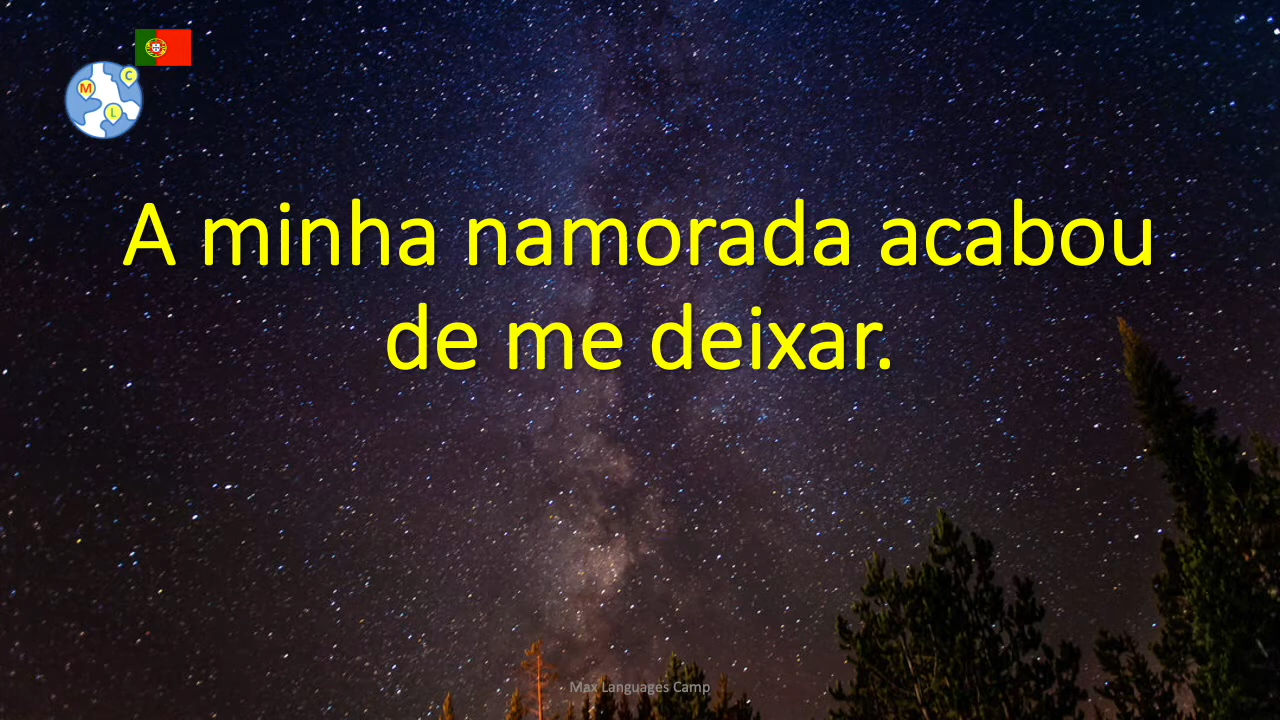 C
M
L
A minha namorada acabou
de me deixar.
Max Languages Camp